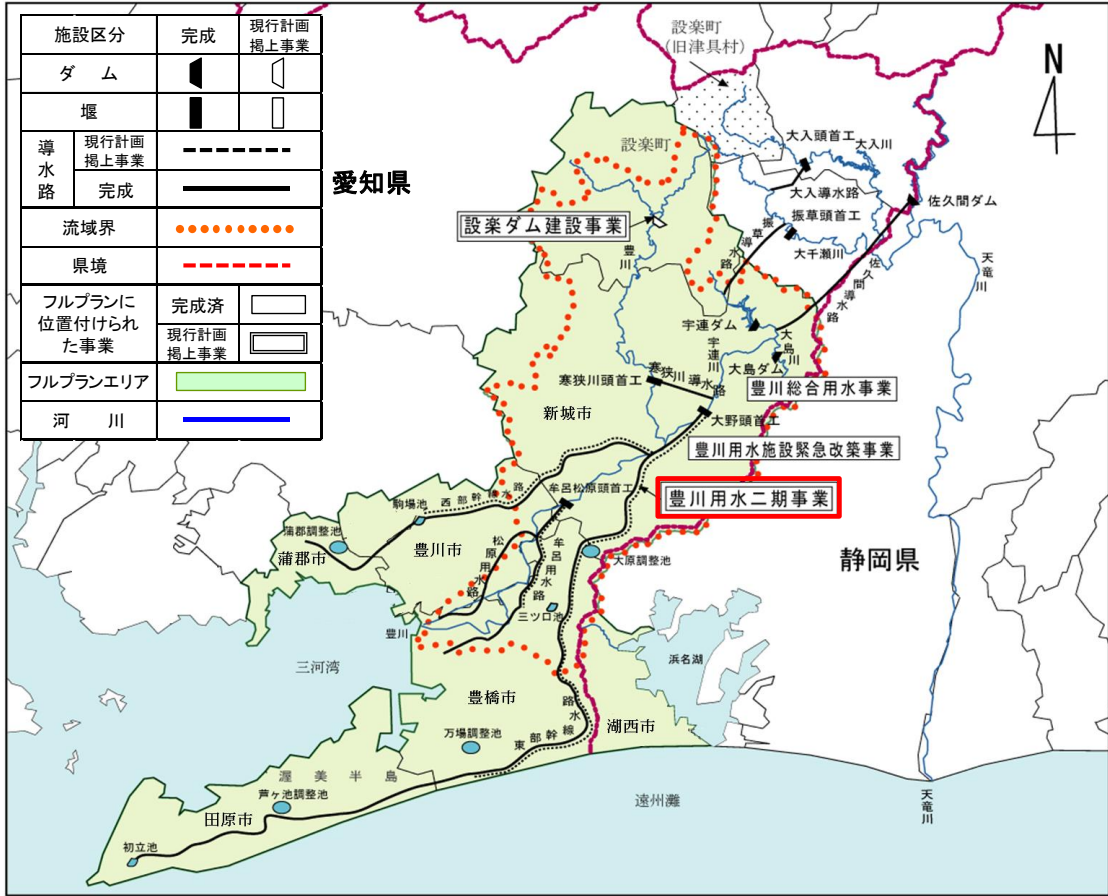 施設区分 完成 現行計画
掲上事業
ダ ム
堰
導水路 現行計画
掲上事業
完成
流域界
県境
フルプランに
位置付けられ
た事業
完成済
現行計画
掲上事業
フルプランエリア
河 川
愛知県
設楽町
(旧津具村)
N
設楽町
大入頭首工
大入川
大入導水路
佐久間ダム
振草頭首工
設楽ダム建設事業
豊川
振草導水路
大千瀬川
佐久間導水路
天竜川
宇連ダム
大島川
宇連川
大島ダム
寒狭川頭首工
寒狭川導水路
豊川総合用水事業
新城市
大野頭首工
豊川用水施設緊急改築事業
豊川用水二期事業
牟呂松原頭首工
西部幹線水路
駒場池
蒲郡調整池
蒲郡市
豊川市
松原用水路
牟呂用水路
大原調整池
静岡県
三ツ口池
豊川
浜名湖
三河湾
豊橋市
湖西市
万場調整池
東部幹線水路
渥美半島
芦ヶ池調整池
田原市
初立池
遠州灘
天竜川